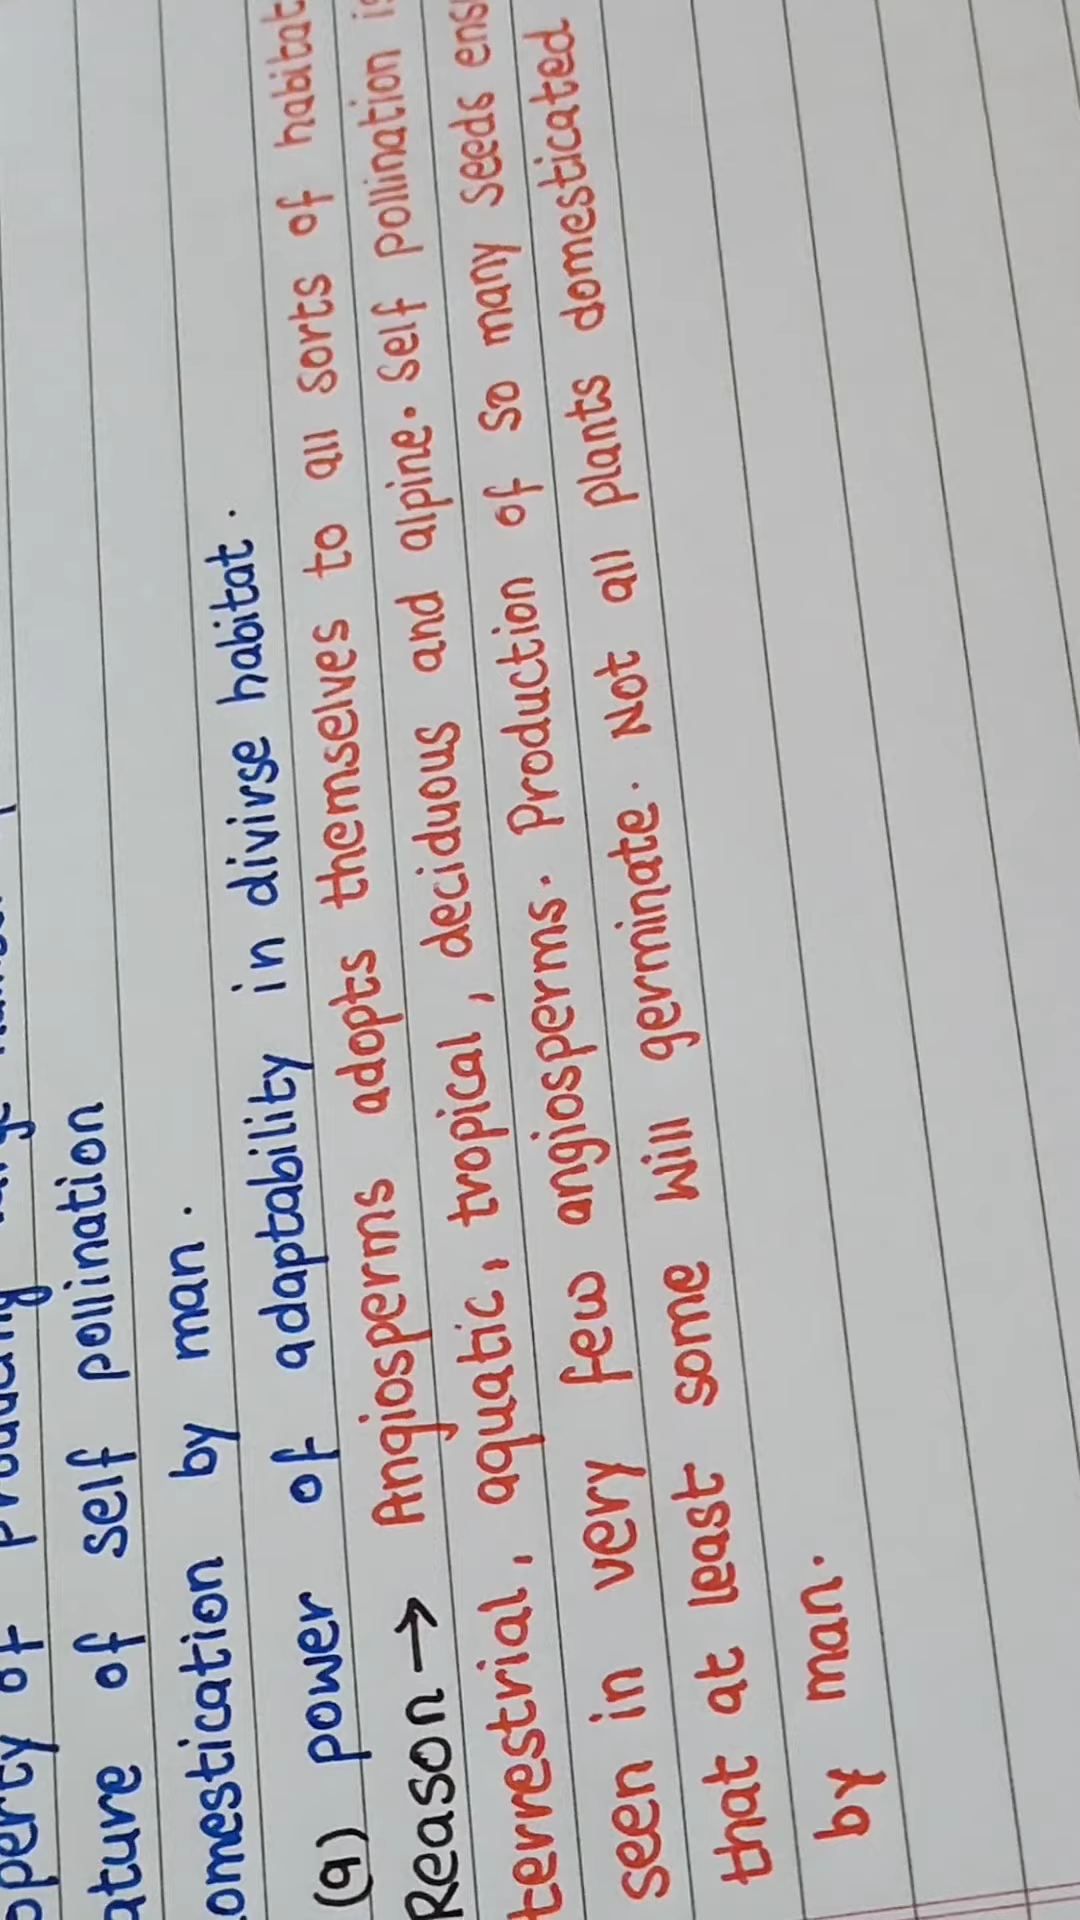 of
ature of self pollination
omestication by man.
(a) power of adaptability in divirse habitat.
Reason → Angiosperms adopts themselves to all sorts of habitat
terrestrial, aquatic, tropical, deciduous and alpine. Self pollination is
seen in very few angiosperms. Production of so many seeds ens
that at least some will germinate. Not all plants domesticated
by man.